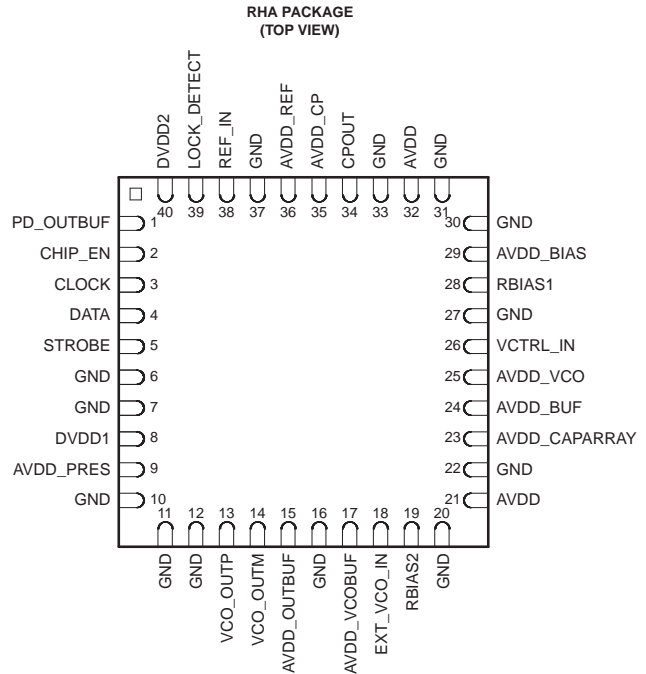 RHA PACKAGE
(TOP VIEW)
DVDD2
LOCK_DETECT
REF_IN
GND
AVDD_REF
AVDD_CP
CPOUT
GND
AVDD
GND
40 39 38 37 36 35 34 33 32 31
PD_OUTBUF 1
CHIP_EN 2
CLOCK 3
DATA 4
STROBE 5
GND 6
GND 7
DVDD1 8
AVDD_PRES 9
GND 10
30 GND
29 AVDD_BIAS
28 RBIAS1
27 GND
26 VCTRL_IN
25 AVDD_VCO
24 AVDD_BUF
23 AVDD_CAPARRAY
22 GND
21 AVDD
11 12 13 14 15 16 17 18 19 20
GND
GND
VCO_OUTP
VCO_OUTM
AVDD_OUTBUF
GND
AVDD_VCOBUF
EXT_VCO_IN
RBIAS2
GND